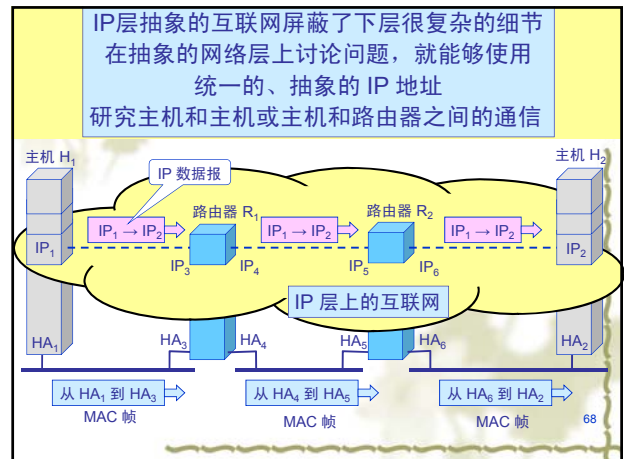 IP层抽象的互联网屏蔽了下层很复杂的细节
在抽象的网络层上讨论问题，就能够使用
统一的、抽象的 IP 地址
研究主机和主机或主机和路由器之间的通信
主机 H₁
IP 数据报
主机 H₂
路由器 R₁
路由器 R₂
IP₁ → IP₂
IP₁ → IP₂
IP₁ → IP₂
IP₁
IP₂
IP₃
IP₄
IP₅
IP₆
IP 层上的互联网
HA₁
HA₃
HA₄
HA₅
HA₆
HA₂
从 HA₁ 到 HA₃
从 HA₄ 到 HA₅
从 HA₆ 到 HA₂
MAC 帧
MAC 帧
MAC 帧
68